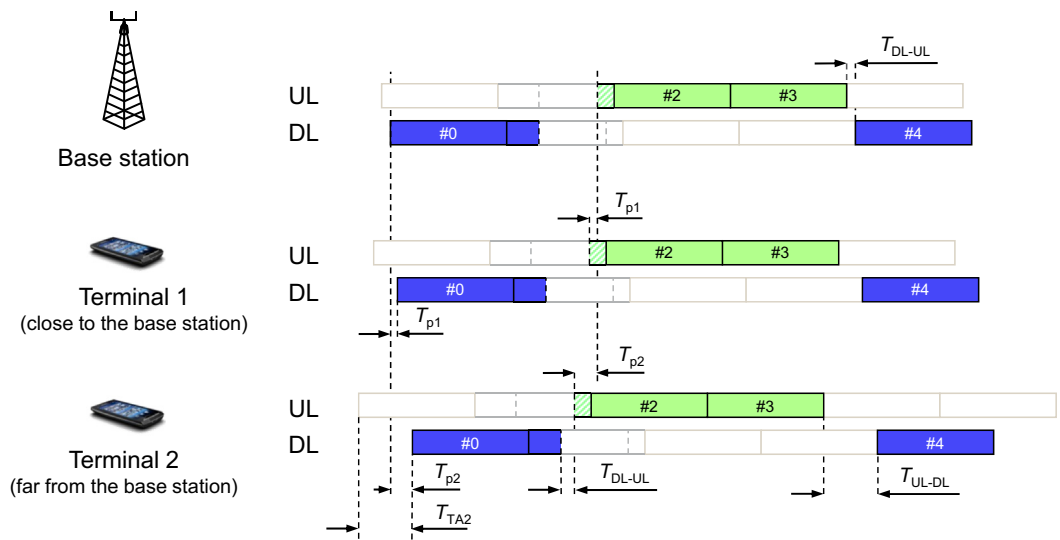 T_DL-UL
UL #2 #3
DL #0 #4
Base station
T_p1
UL #2 #3
DL #0 #4
Terminal 1
(close to the base station)
T_p1
T_p2
UL #2 #3
DL #0 #4
Terminal 2
(far from the base station)
T_p2 T_DL-UL T_UL-DL
T_TA2